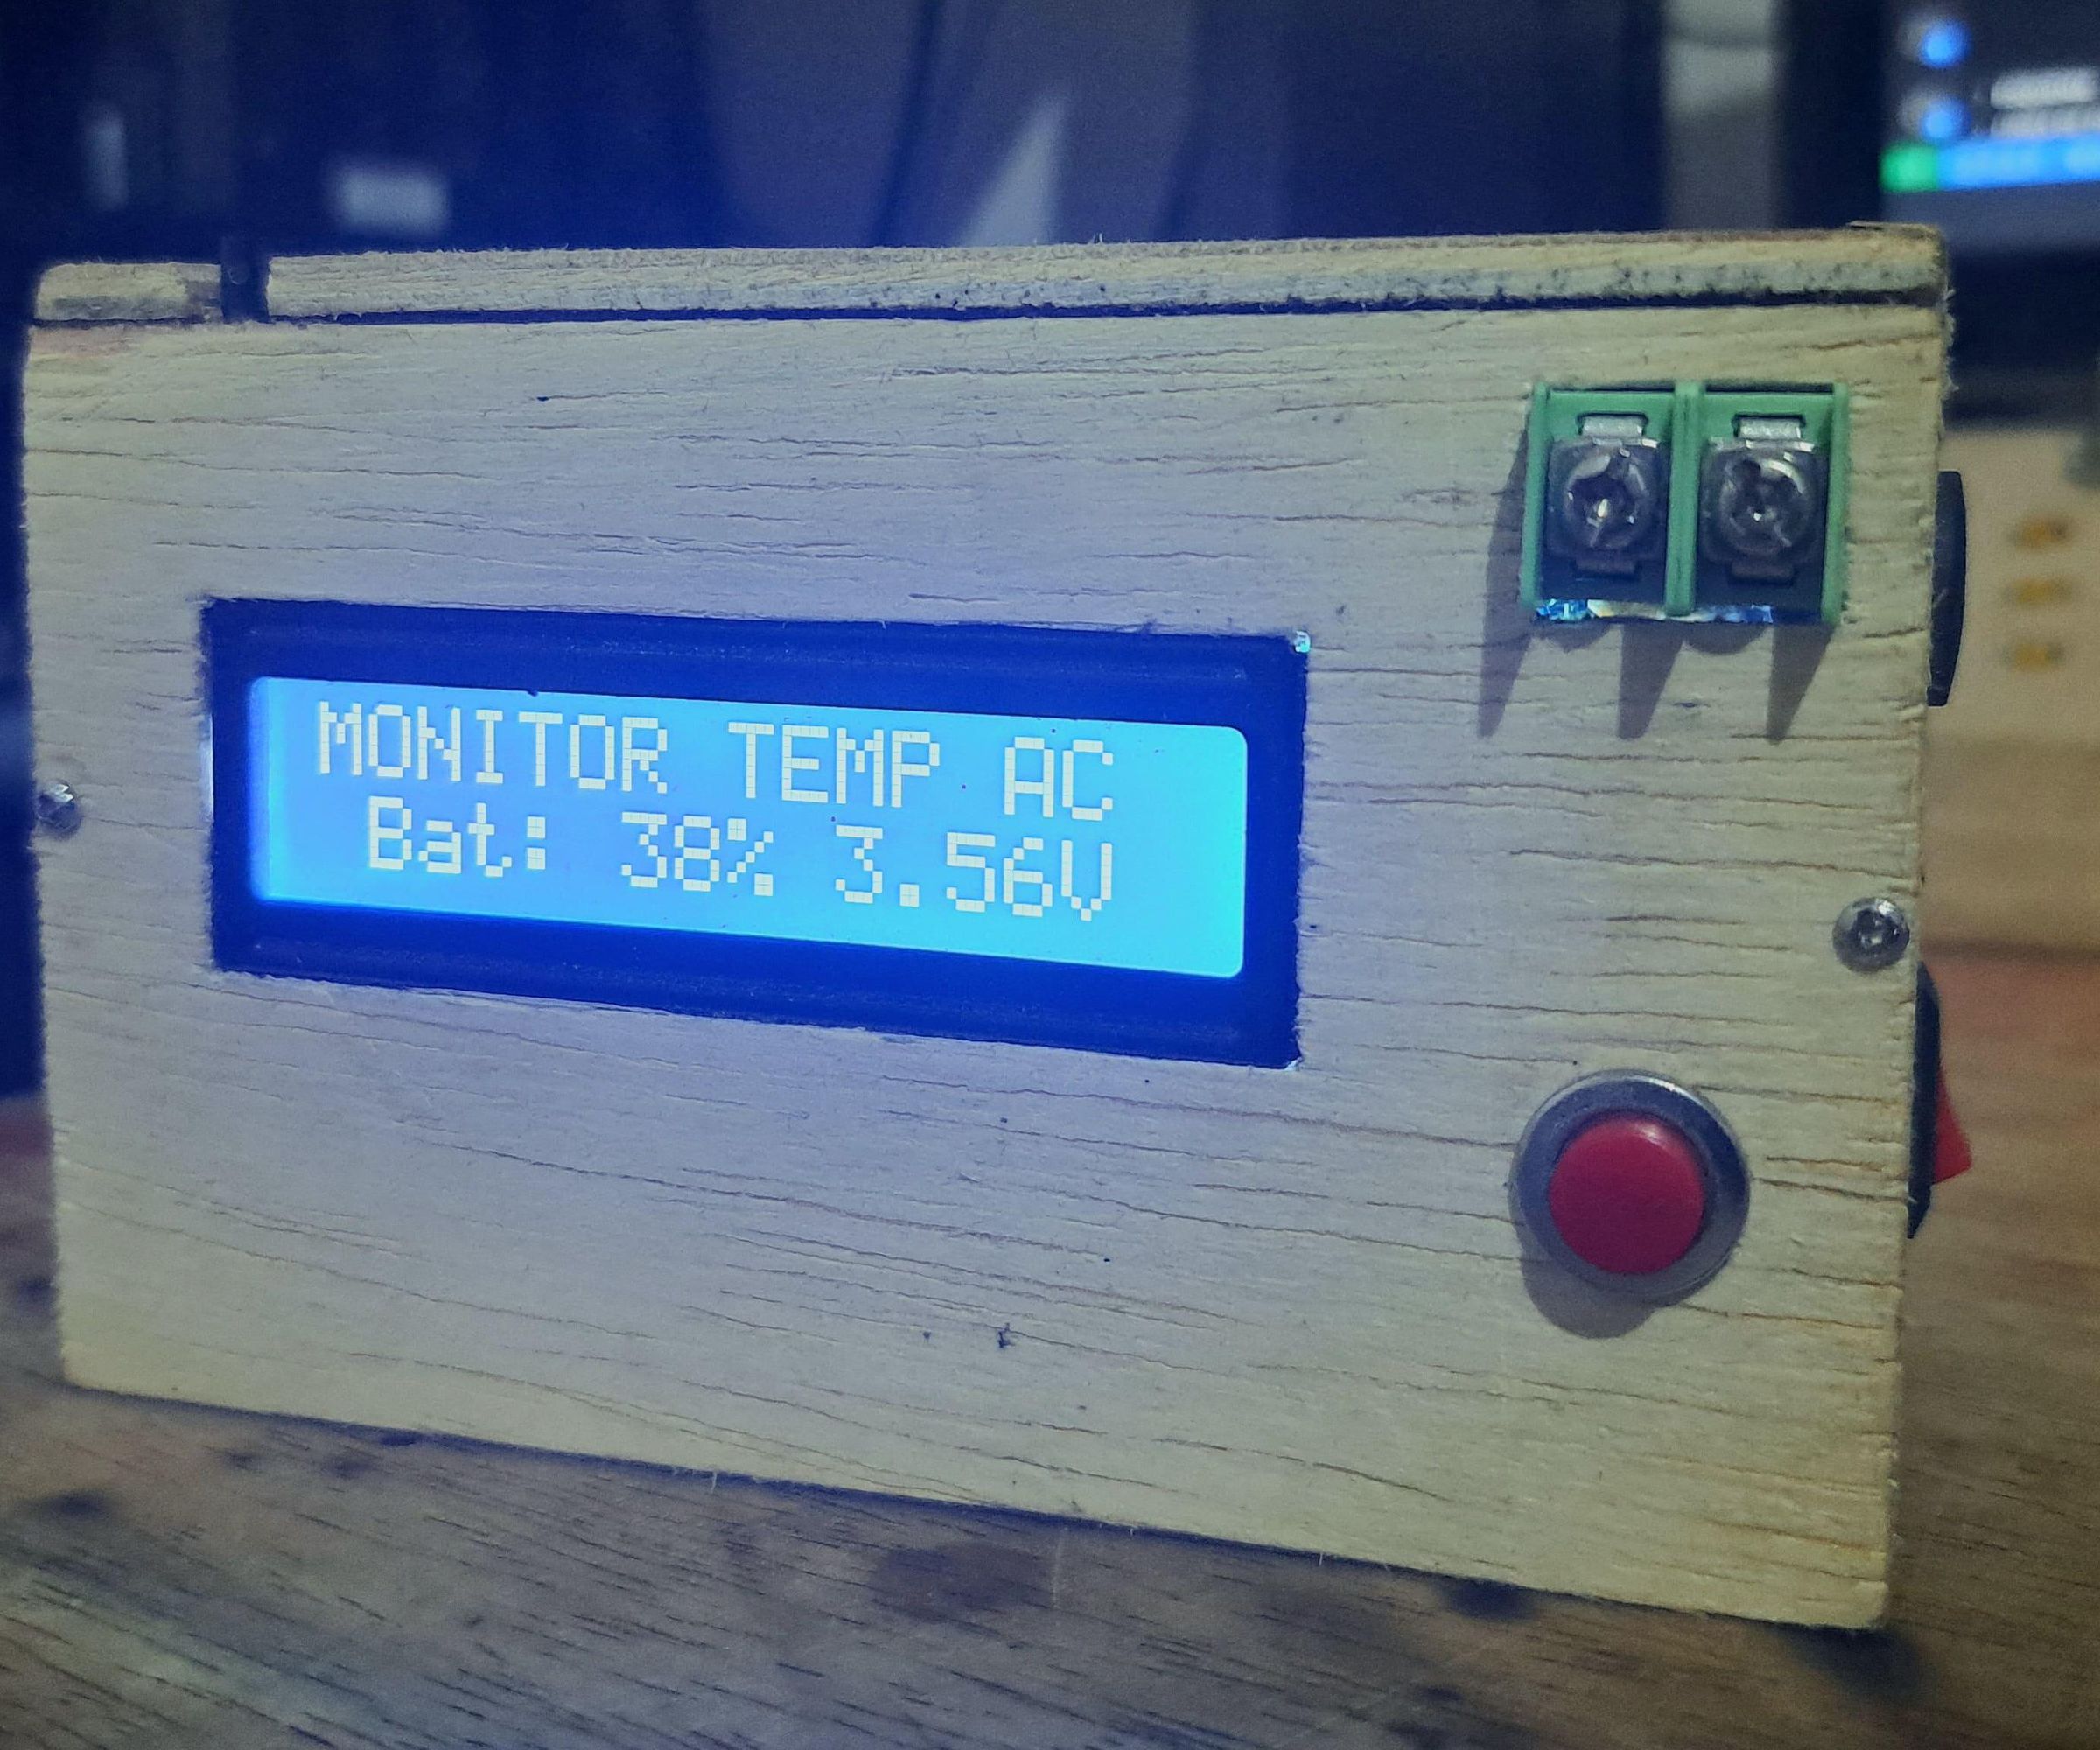 MONITOR TEMP AC
Bat: 38% 3.56V